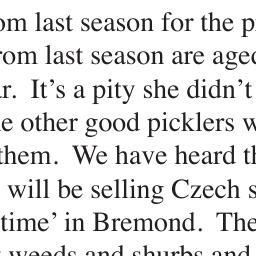 om last season for the p
rom last season are aged
r. It's a pity she didn't
e other good picklers w
them. We have heard th
will be selling Czech s
time' in Bremond. The
weeds and shurbs and